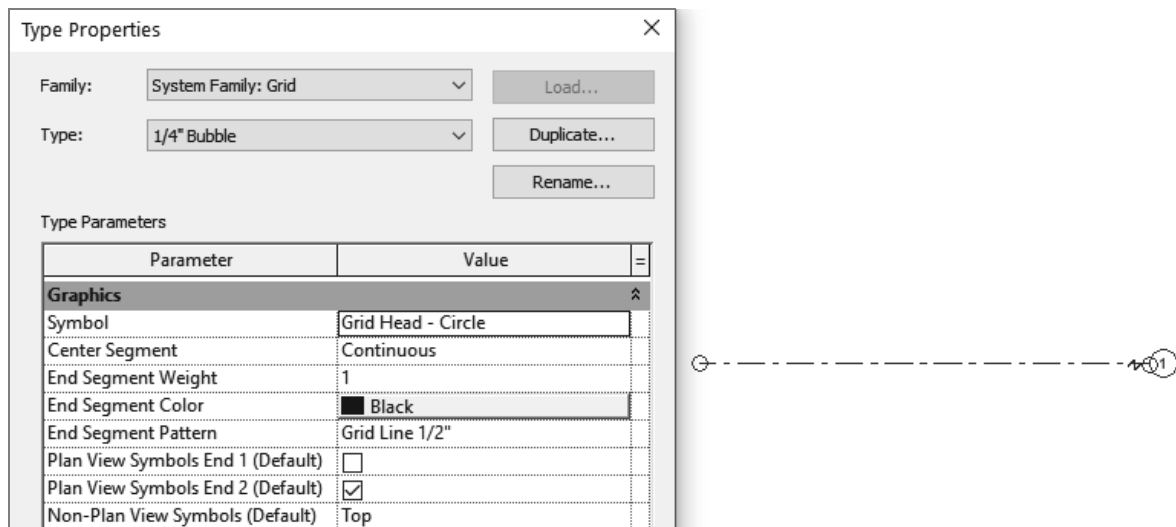 Type Properties
Family: System Family: Grid Load...
Type: 1/4" Bubble Duplicate...
Rename...
Type Parameters
Parameter Value =
Graphics
Symbol Grid Head - Circle
Center Segment Continuous
End Segment Weight 1
End Segment Color Black
End Segment Pattern Grid Line 1/2"
Plan View Symbols End 1 (Default)
Plan View Symbols End 2 (Default)
Non-Plan View Symbols (Default) Top
1